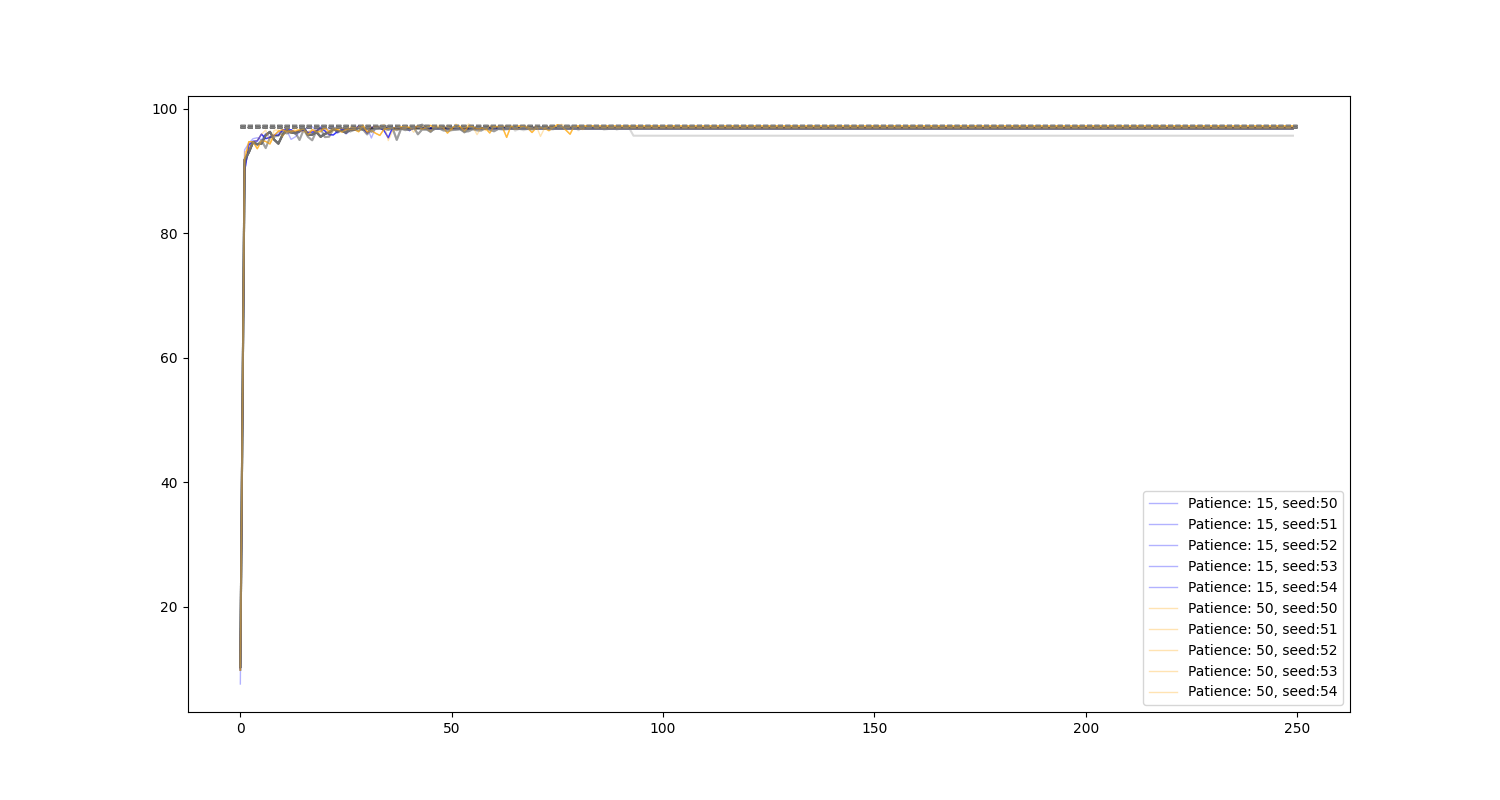 100
80
60
40
20
0
50
100
150
200
250
Patience: 15, seed:50
Patience: 15, seed:51
Patience: 15, seed:52
Patience: 15, seed:53
Patience: 15, seed:54
Patience: 50, seed:50
Patience: 50, seed:51
Patience: 50, seed:52
Patience: 50, seed:53
Patience: 50, seed:54